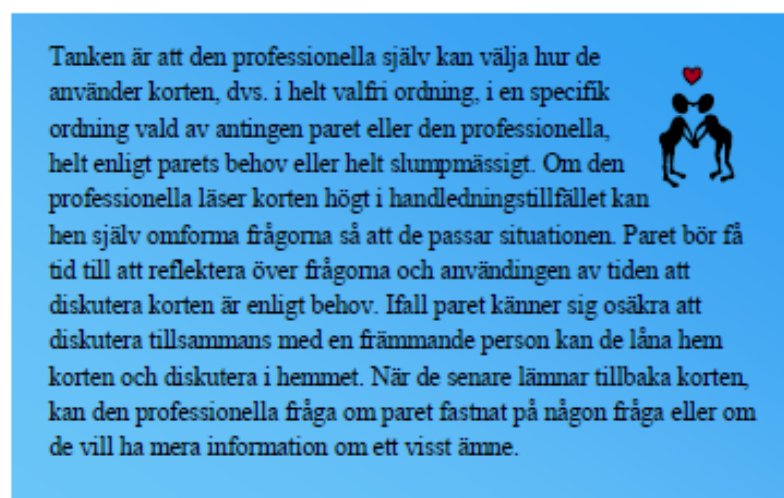 Tanken är att den professionella själv kan välja hur de
använder korten, dvs. i helt valfri ordning, i en specifik
ordning vald av antingen paret eller den professionella,
helt enligt parets behov eller helt slumpmässigt. Om den
professionella läser korten högt i handledningstillfället kan
hen själv omforma frågorna så att de passar situationen. Paret bör få
tid till att reflektera över frågorna och användingen av tiden att
diskutera korten är enligt behov. Ifall paret känner sig osäkra att
diskutera tillsammans med en främmande person kan de låna hem
korten och diskutera i hemmet. När de senare lämnar tillbaka korten,
kan den professionella fråga om paret fastnat på någon fråga eller om
de vill ha mera information om ett visst ämne.